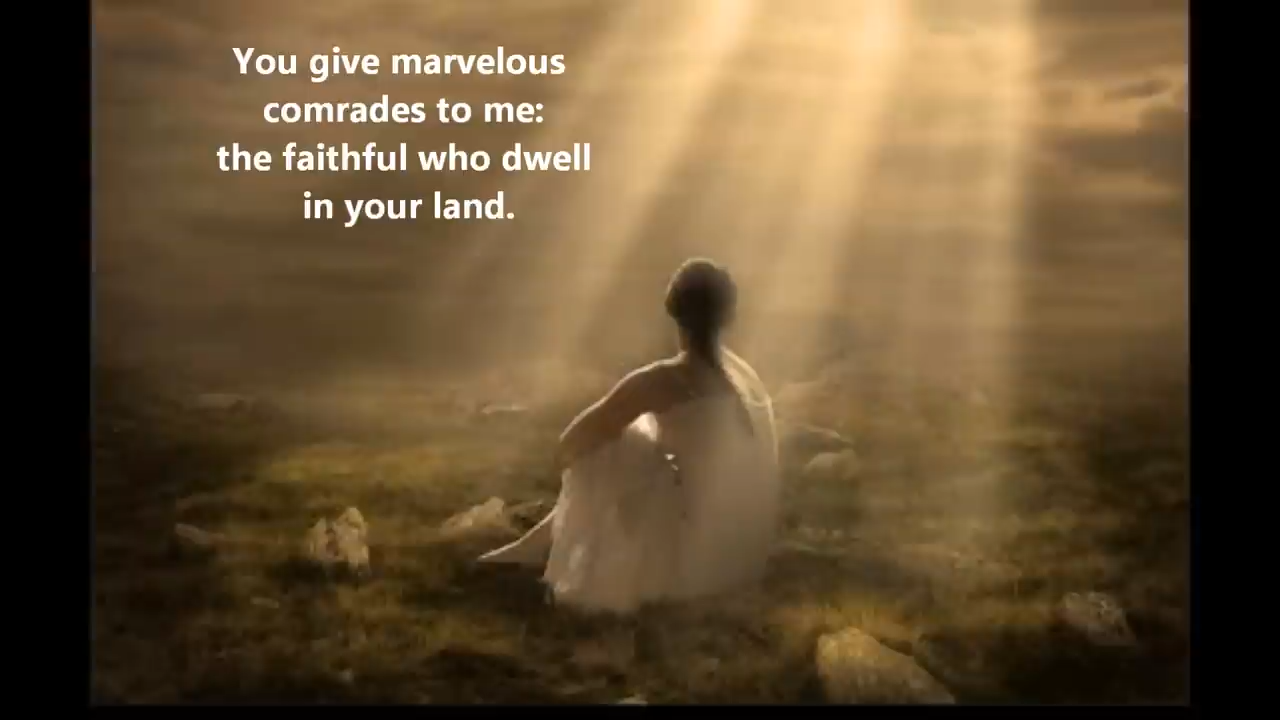 You give marvelous
comrades to me:
the faithful who dwell
in your land.